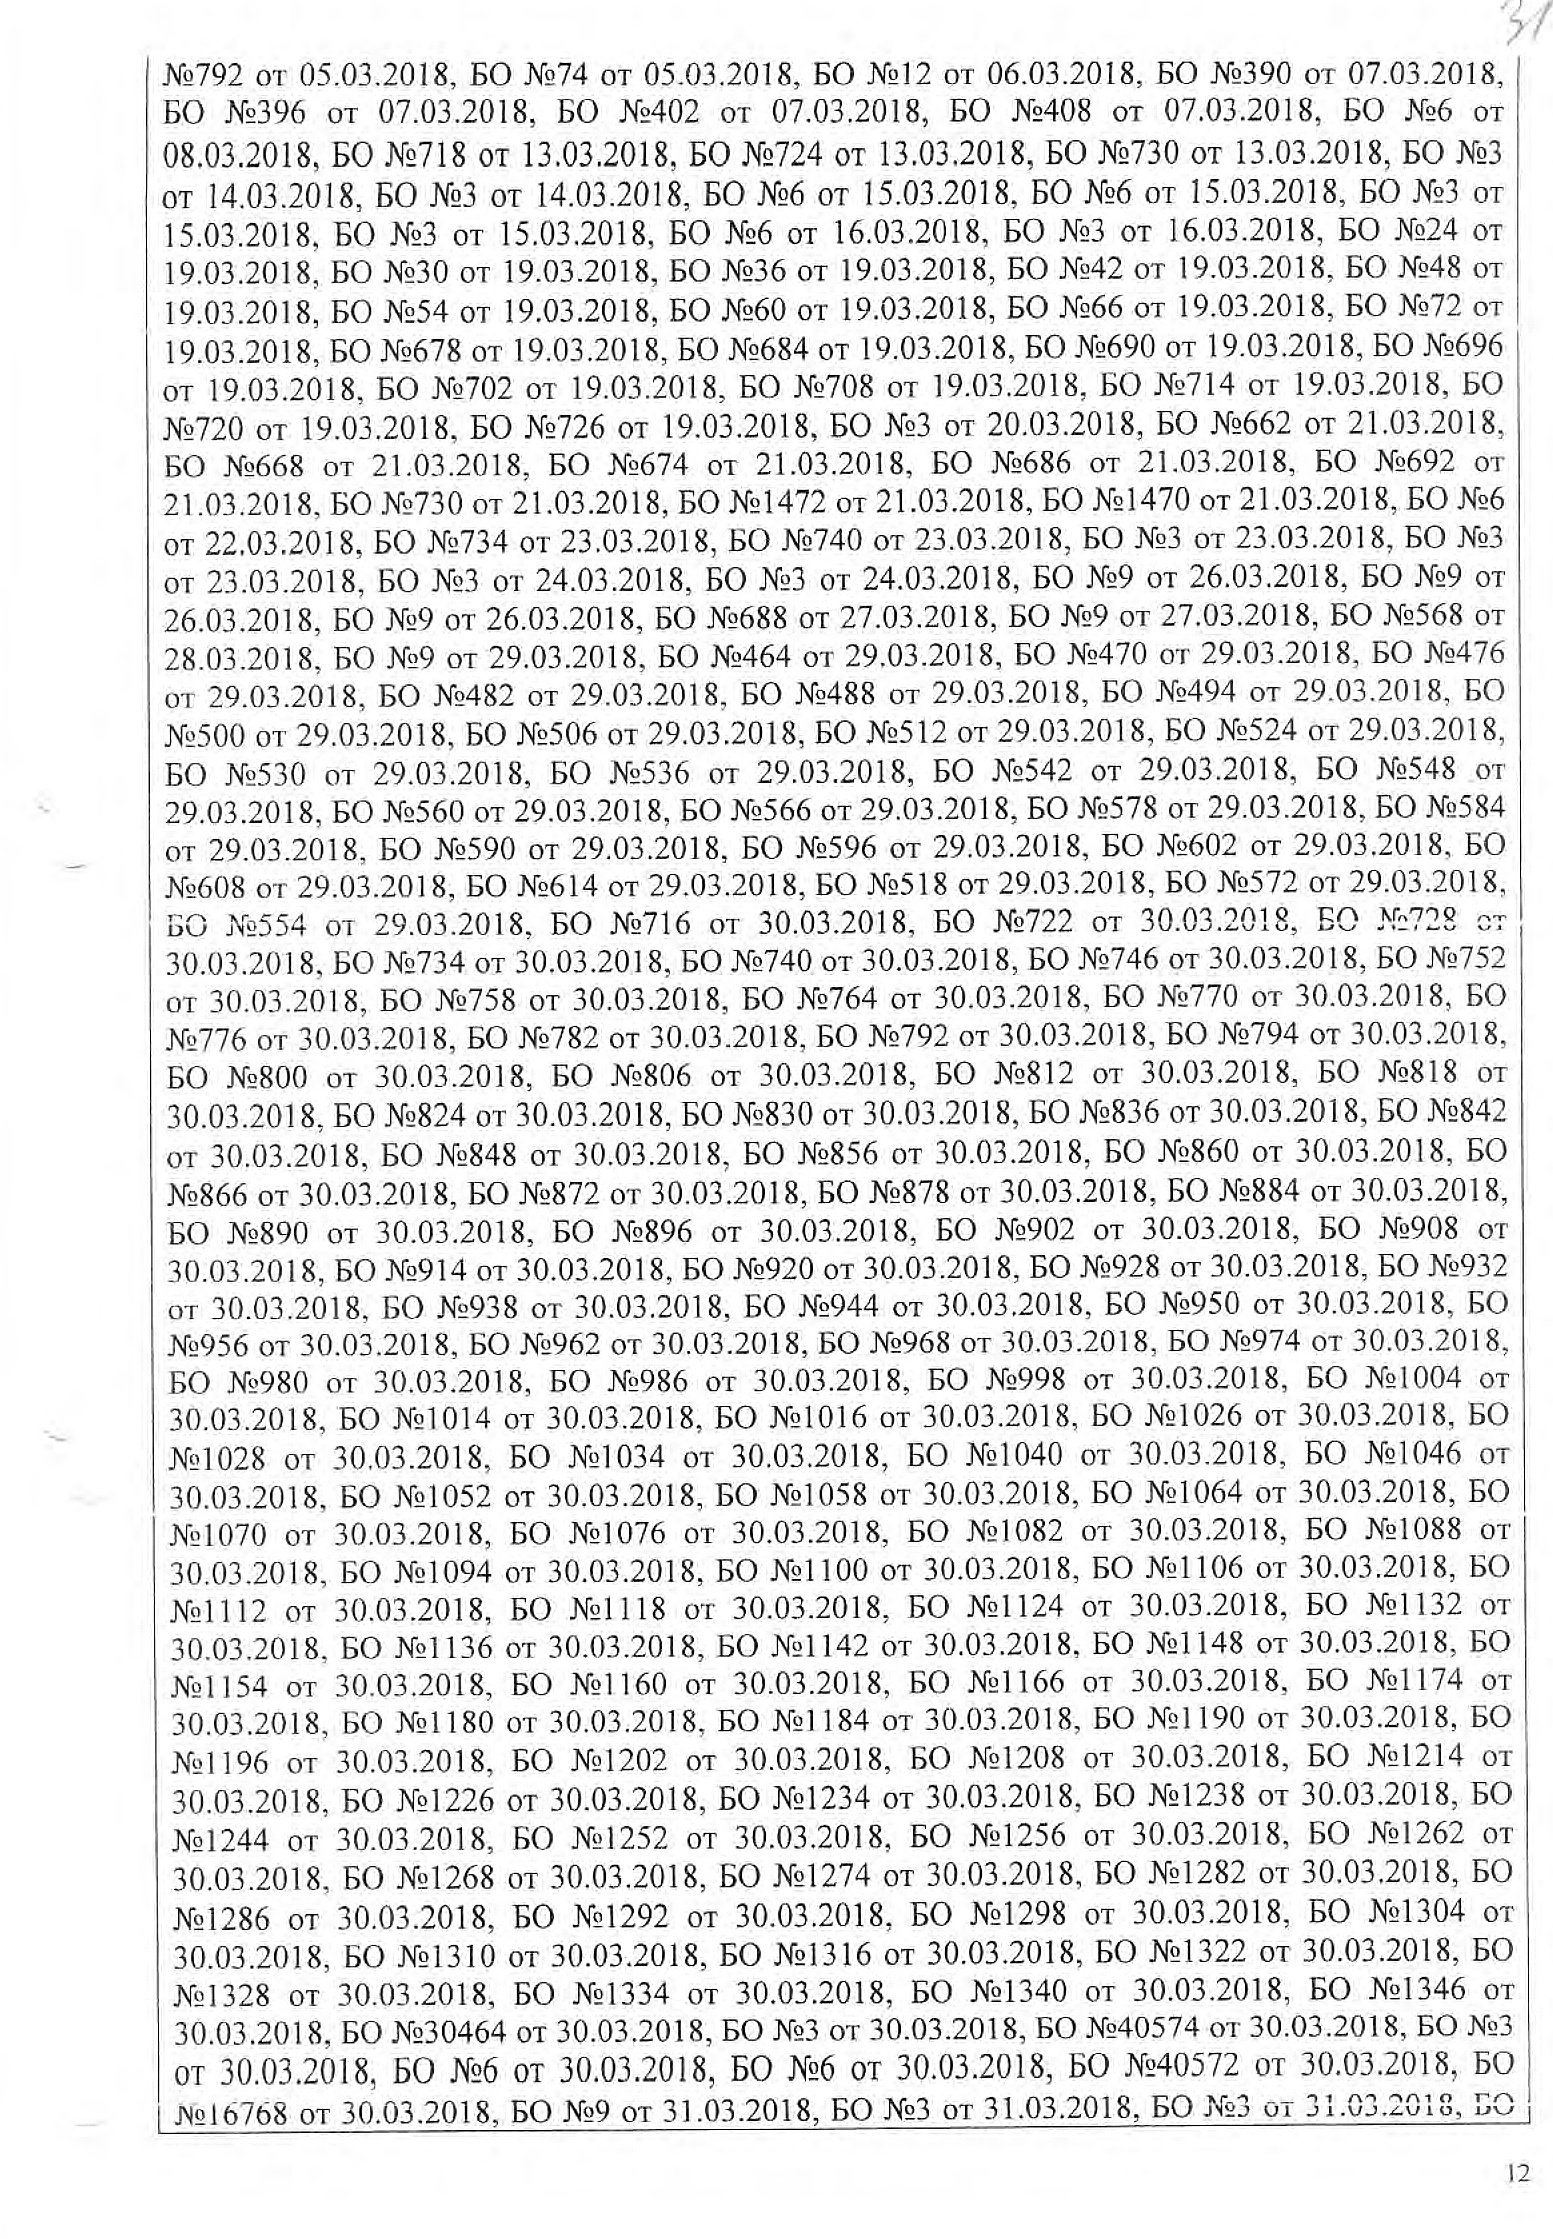 31
№792 от 05.03.2018, БО №74 от 05.03.2018, БО №12 от 06.03.2018, БО №390 от 07.03.2018,
БО №396 от 07.03.2018, БО №402 от 07.03.2018, БО №408 от 07.03.2018, БО №6 от
08.03.2018, БО №718 от 13.03.2018, БО №724 от 13.03.2018, БО №730 от 13.03.2018, БО №3
от 14.03.2018, БО №3 от 14.03.2018, БО №6 от 15.03.2018, БО №6 от 15.03.2018, БО №3 от
15.03.2018, БО №3 от 15.03.2018, БО №6 от 16.03.2018, БО №3 от 16.03.2018, БО №24 от
19.03.2018, БО №30 от 19.03.2018, БО №36 от 19.03.2018, БО №42 от 19.03.2018, БО №48 от
19.03.2018, БО №54 от 19.03.2018, БО №60 от 19.03.2018, БО №66 от 19.03.2018, БО №72 от
19.03.2018, БО №678 от 19.03.2018, БО №684 от 19.03.2018, БО №690 от 19.03.2018, БО №696
от 19.03.2018, БО №702 от 19.03.2018, БО №708 от 19.03.2018, БО №714 от 19.03.2018, БО
№720 от 19.03.2018, БО №726 от 19.03.2018, БО №3 от 20.03.2018, БО №662 от 21.03.2018,
БО №668 от 21.03.2018, БО №674 от 21.03.2018, БО №686 от 21.03.2018, БО №692 от
21.03.2018, БО №730 от 21.03.2018, БО №1472 от 21.03.2018, БО №1470 от 21.03.2018, БО №6
от 22.03.2018, БО №734 от 23.03.2018, БО №740 от 23.03.2018, БО №3 от 23.03.2018, БО №3
от 23.03.2018, БО №3 от 24.03.2018, БО №3 от 24.03.2018, БО №9 от 26.03.2018, БО №9 от
26.03.2018, БО №9 от 26.03.2018, БО №688 от 27.03.2018, БО №9 от 27.03.2018, БО №568 от
28.03.2018, БО №9 от 29.03.2018, БО №464 от 29.03.2018, БО №470 от 29.03.2018, БО №476
от 29.03.2018, БО №482 от 29.03.2018, БО №488 от 29.03.2018, БО №494 от 29.03.2018, БО
№500 от 29.03.2018, БО №506 от 29.03.2018, БО №512 от 29.03.2018, БО №524 от 29.03.2018,
БО №530 от 29.03.2018, БО №536 от 29.03.2018, БО №542 от 29.03.2018, БО №548 от
29.03.2018, БО №560 от 29.03.2018, БО №566 от 29.03.2018, БО №578 от 29.03.2018, БО №584
от 29.03.2018, БО №590 от 29.03.2018, БО №596 от 29.03.2018, БО №602 от 29.03.2018, БО
№608 от 29.03.2018, БО №614 от 29.03.2018, БО №518 от 29.03.2018, БО №572 от 29.03.2018,
БО №554 от 29.03.2018, БО №716 от 30.03.2018, БО №722 от 30.03.2018, БО №728 от
30.03.2018, БО №734 от 30.03.2018, БО №740 от 30.03.2018, БО №746 от 30.03.2018, БО №752
от 30.03.2018, БО №758 от 30.03.2018, БО №764 от 30.03.2018, БО №770 от 30.03.2018, БО
№776 от 30.03.2018, БО №782 от 30.03.2018, БО №792 от 30.03.2018, БО №794 от 30.03.2018,
БО №800 от 30.03.2018, БО №806 от 30.03.2018, БО №812 от 30.03.2018, БО №818 от
30.03.2018, БО №824 от 30.03.2018, БО №830 от 30.03.2018, БО №836 от 30.03.2018, БО №842
от 30.03.2018, БО №848 от 30.03.2018, БО №856 от 30.03.2018, БО №860 от 30.03.2018, БО
№866 от 30.03.2018, БО №872 от 30.03.2018, БО №878 от 30.03.2018, БО №884 от 30.03.2018,
БО №890 от 30.03.2018, БО №896 от 30.03.2018, БО №902 от 30.03.2018, БО №908 от
30.03.2018, БО №914 от 30.03.2018, БО №920 от 30.03.2018, БО №928 от 30.03.2018, БО №932
от 30.03.2018, БО №938 от 30.03.2018, БО №944 от 30.03.2018, БО №950 от 30.03.2018, БО
№956 от 30.03.2018, БО №962 от 30.03.2018, БО №968 от 30.03.2018, БО №974 от 30.03.2018,
БО №980 от 30.03.2018, БО №986 от 30.03.2018, БО №998 от 30.03.2018, БО №1004 от
30.03.2018, БО №1014 от 30.03.2018, БО №1016 от 30.03.2018, БО №1026 от 30.03.2018, БО
№1028 от 30.03.2018, БО №1034 от 30.03.2018, БО №1040 от 30.03.2018, БО №1046 от
30.03.2018, БО №1052 от 30.03.2018, БО №1058 от 30.03.2018, БО №1064 от 30.03.2018, БО
№1070 от 30.03.2018, БО №1076 от 30.03.2018, БО №1082 от 30.03.2018, БО №1088 от
30.03.2018, БО №1094 от 30.03.2018, БО №1100 от 30.03.2018, БО №1106 от 30.03.2018, БО
№1112 от 30.03.2018, БО №1118 от 30.03.2018, БО №1124 от 30.03.2018, БО №1132 от
30.03.2018, БО №1136 от 30.03.2018, БО №1142 от 30.03.2018, БО №1148 от 30.03.2018, БО
№1154 от 30.03.2018, БО №1160 от 30.03.2018, БО №1166 от 30.03.2018, БО №1174 от
30.03.2018, БО №1180 от 30.03.2018, БО №1184 от 30.03.2018, БО №1190 от 30.03.2018, БО
№1196 от 30.03.2018, БО №1202 от 30.03.2018, БО №1208 от 30.03.2018, БО №1214 от
30.03.2018, БО №1226 от 30.03.2018, БО №1234 от 30.03.2018, БО №1238 от 30.03.2018, БО
№1244 от 30.03.2018, БО №1252 от 30.03.2018, БО №1256 от 30.03.2018, БО №1262 от
30.03.2018, БО №1268 от 30.03.2018, БО №1274 от 30.03.2018, БО №1282 от 30.03.2018, БО
№1286 от 30.03.2018, БО №1292 от 30.03.2018, БО №1298 от 30.03.2018, БО №1304 от
30.03.2018, БО №1310 от 30.03.2018, БО №1316 от 30.03.2018, БО №1322 от 30.03.2018, БО
№1328 от 30.03.2018, БО №1334 от 30.03.2018, БО №1340 от 30.03.2018, БО №1346 от
30.03.2018, БО №30464 от 30.03.2018, БО №3 от 30.03.2018, БО №40574 от 30.03.2018, БО №3
от 30.03.2018, БО №6 от 30.03.2018, БО №6 от 30.03.2018, БО №40572 от 30.03.2018, БО
№16768 от 30.03.2018, БО №9 от 31.03.2018, БО №3 от 31.03.2018, БО №3 от 31.03.2018, БО
12